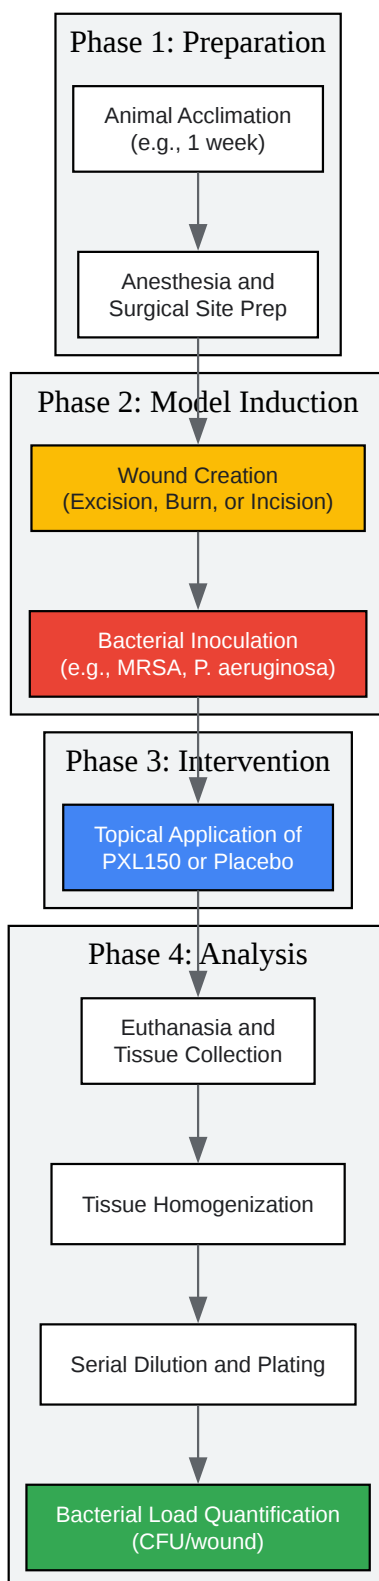 Phase 1: Preparation
Animal Acclimation
(e.g., 1 week)
Anesthesia and
Surgical Site Prep
Phase 2: Model Induction
Wound Creation
(Excision, Burn, or Incision)
Bacterial Inoculation
(e.g., MRSA, P. aeruginosa)
Phase 3: Intervention
Topical Application of
PXL150 or Placebo
Phase 4: Analysis
Euthanasia and
Tissue Collection
Tissue Homogenization
Serial Dilution and Plating
Bacterial Load Quantification
(CFU/wound)